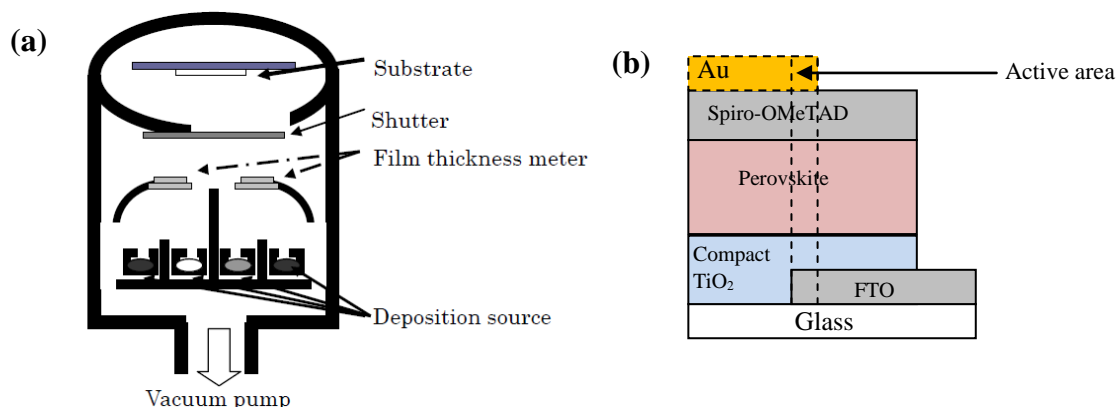 (a)
Substrate
Shutter
Film thickness meter
Deposition source
Vacuum pump
(b)
Au
Active area
Spiro-OMeTAD
Perovskite
Compact
TiO₂
FTO
Glass